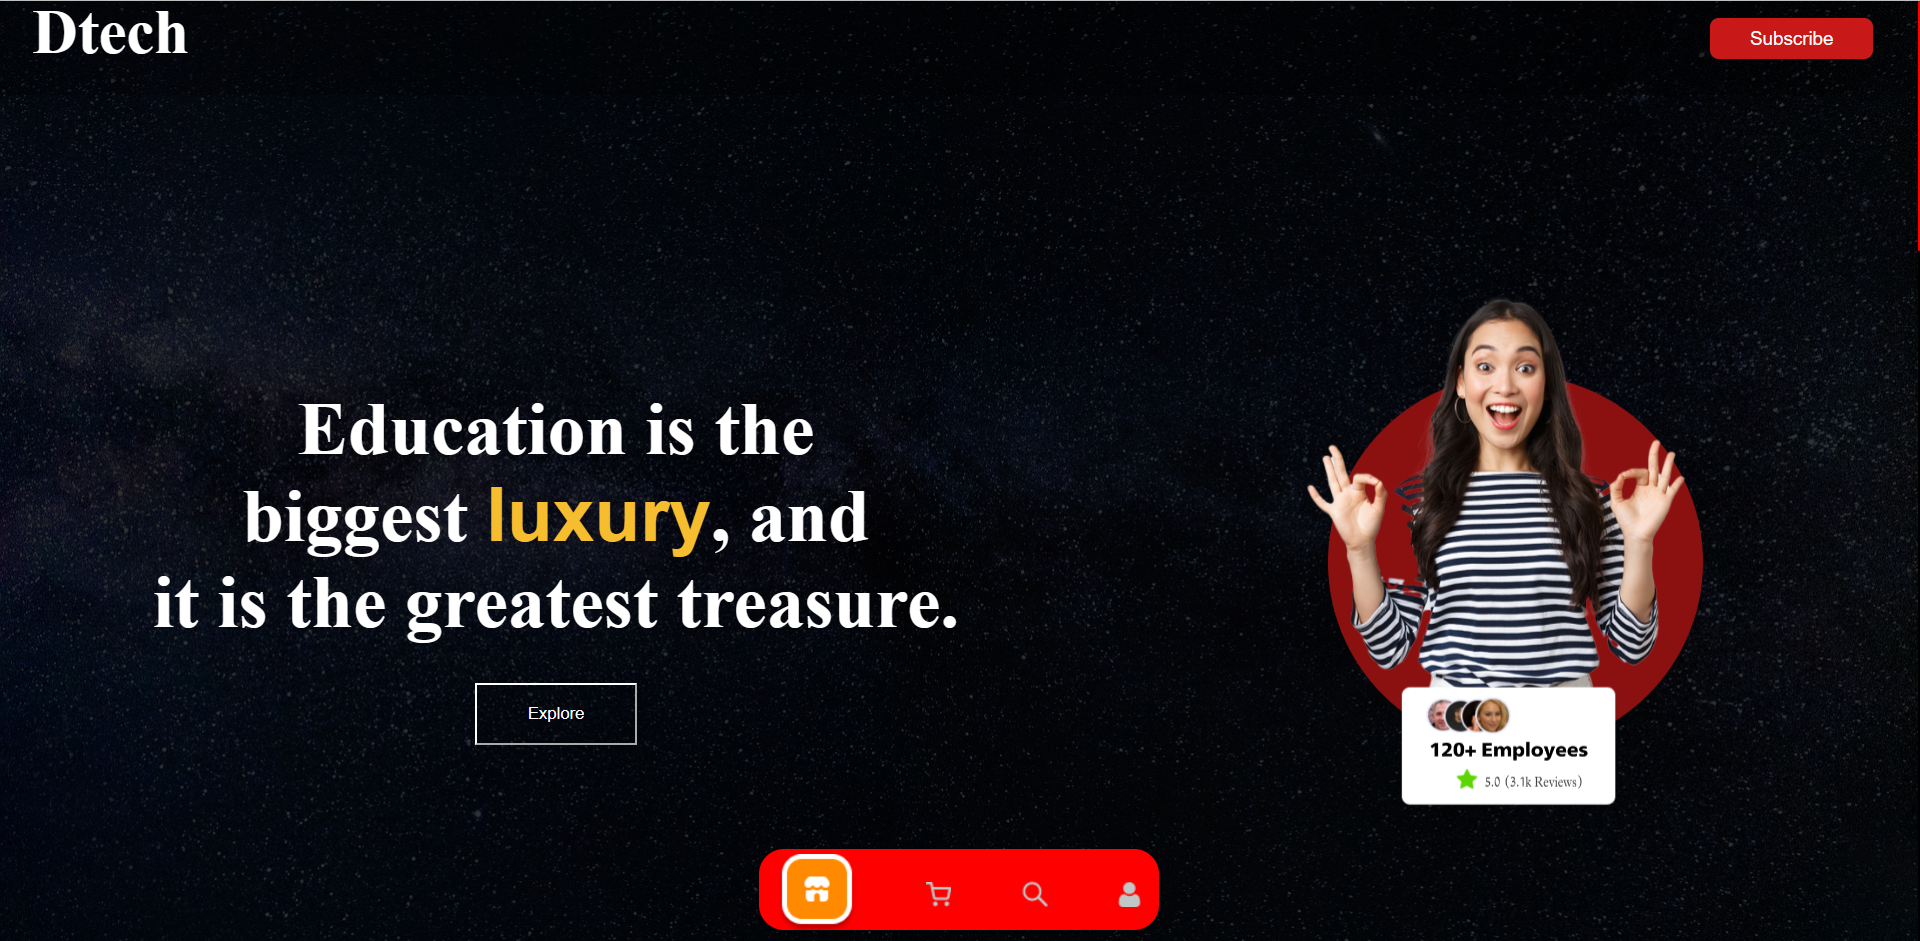 Dtech
Subscribe
Education is the
biggest luxury, and
it is the greatest treasure.
Explore
120+ Employees
5.0 (3.1k Reviews)